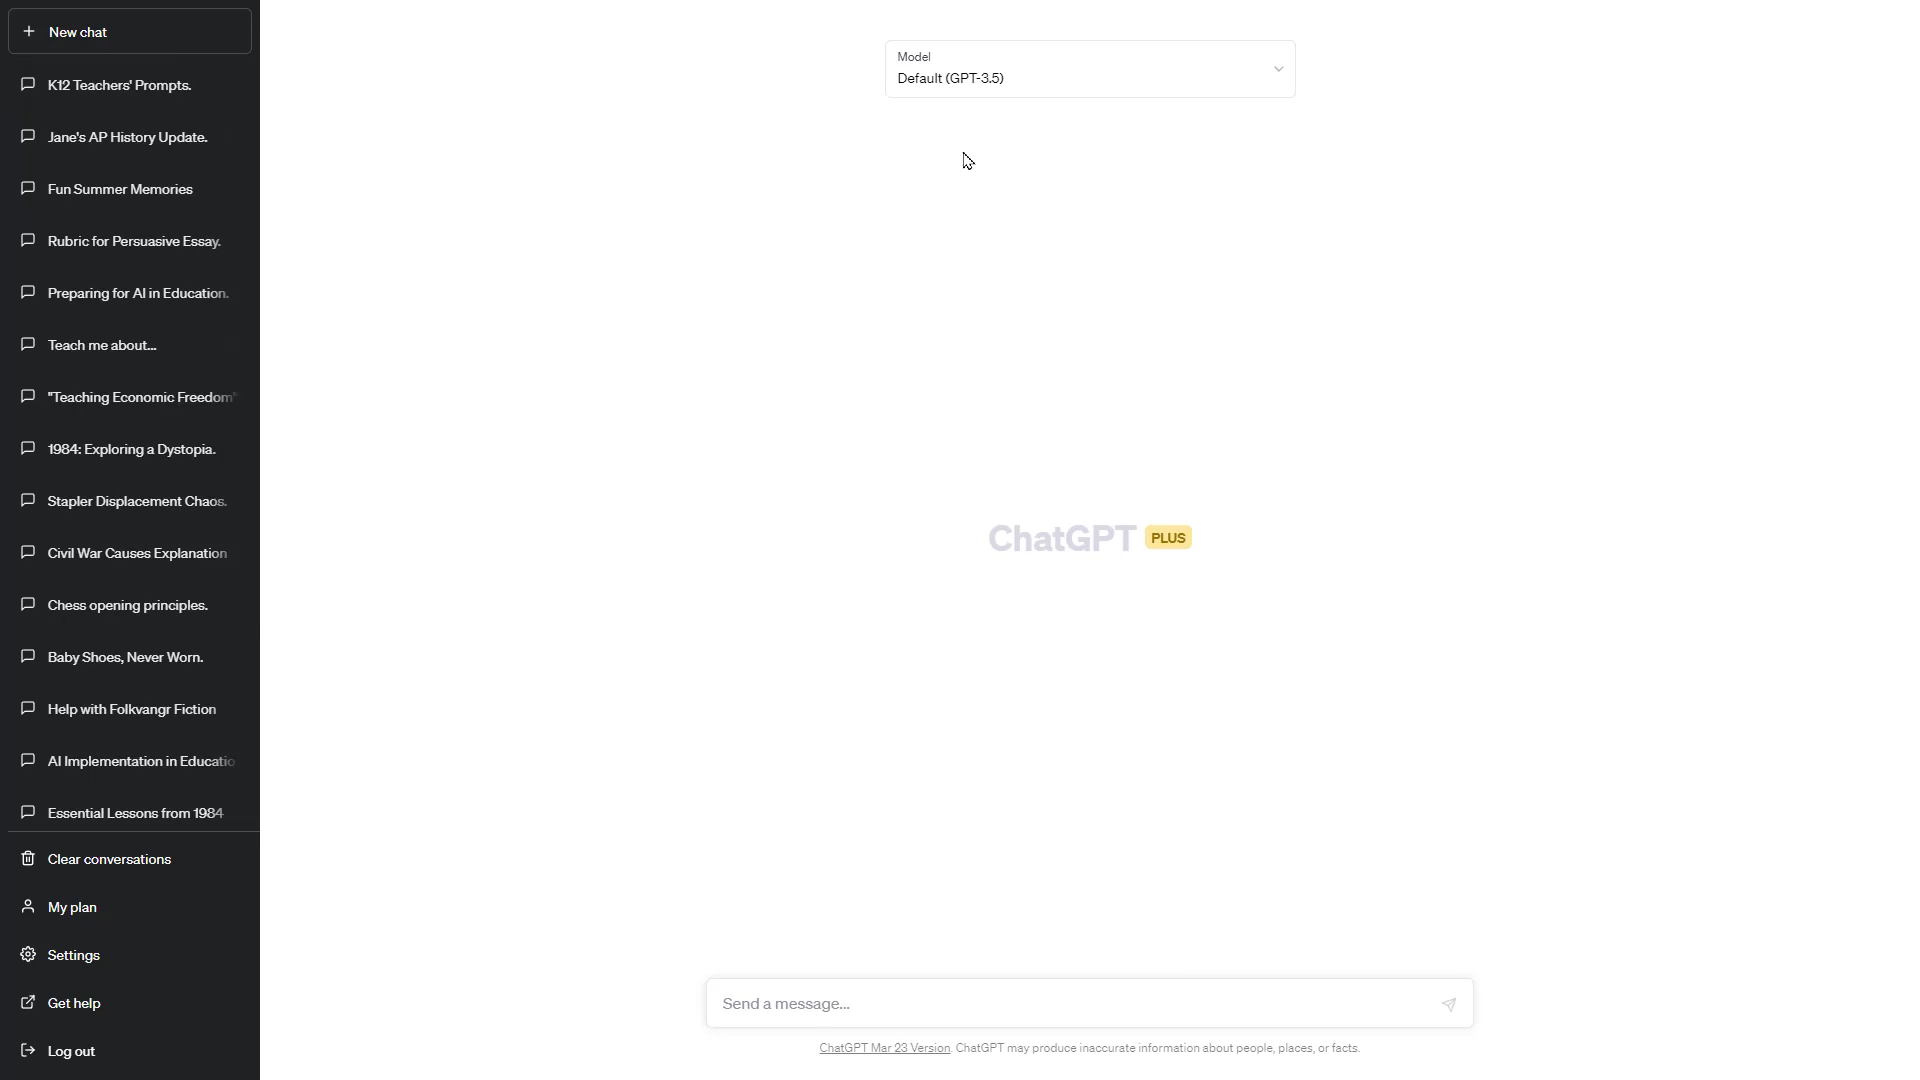 New chat
K12 Teachers' Prompts.
Jane's AP History Update.
Fun Summer Memories
Rubric for Persuasive Essay.
Preparing for AI in Education.
Teach me about...
"Teaching Economic Freedom"
1984: Exploring a Dystopia.
Stapler Displacement Chaos.
Civil War Causes Explanation
Chess opening principles.
Baby Shoes, Never Worn.
Help with Folkvangr Fiction
AI Implementation in Educatio
Essential Lessons from 1984
Clear conversations
My plan
Settings
Get help
Log out
Model
Default (GPT-3.5)
ChatGPT PLUS
Send a message...
ChatGPT Mar 23 Version. ChatGPT may produce inaccurate information about people, places, or facts.